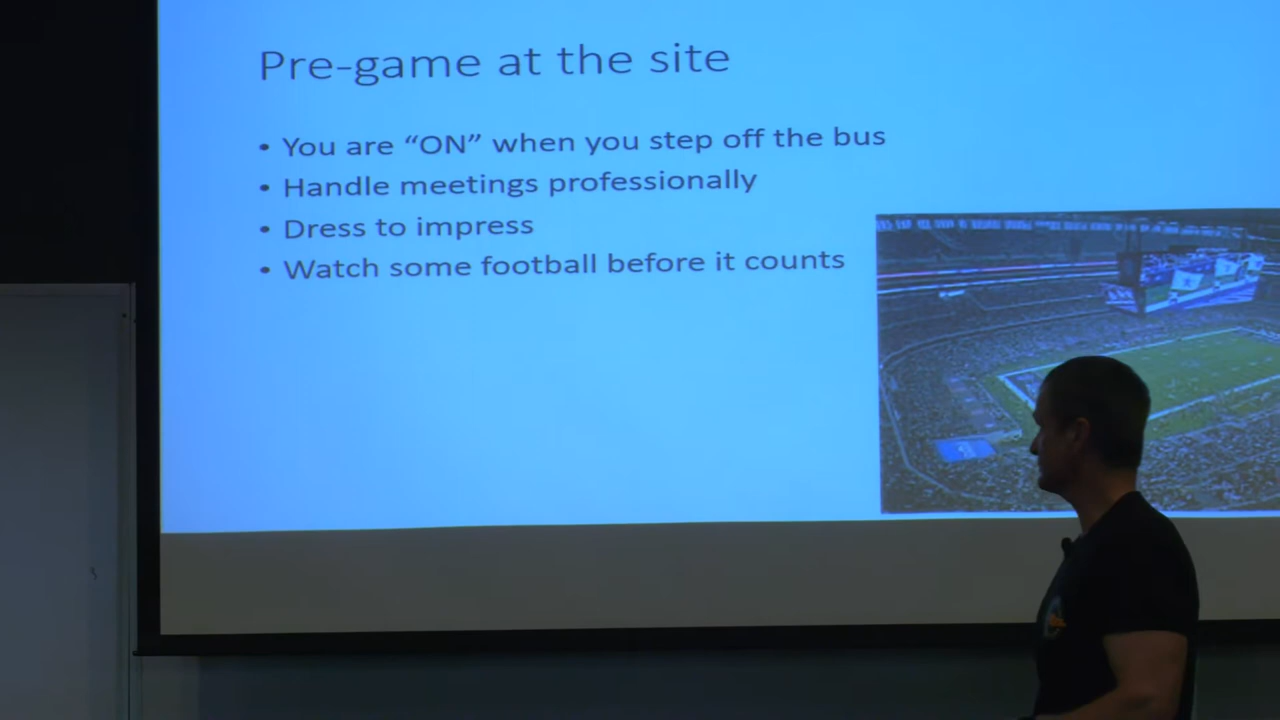 Pre-game at the site
• You are “ON” when you step off the bus
• Handle meetings professionally
• Dress to impress
• Watch some football before it counts